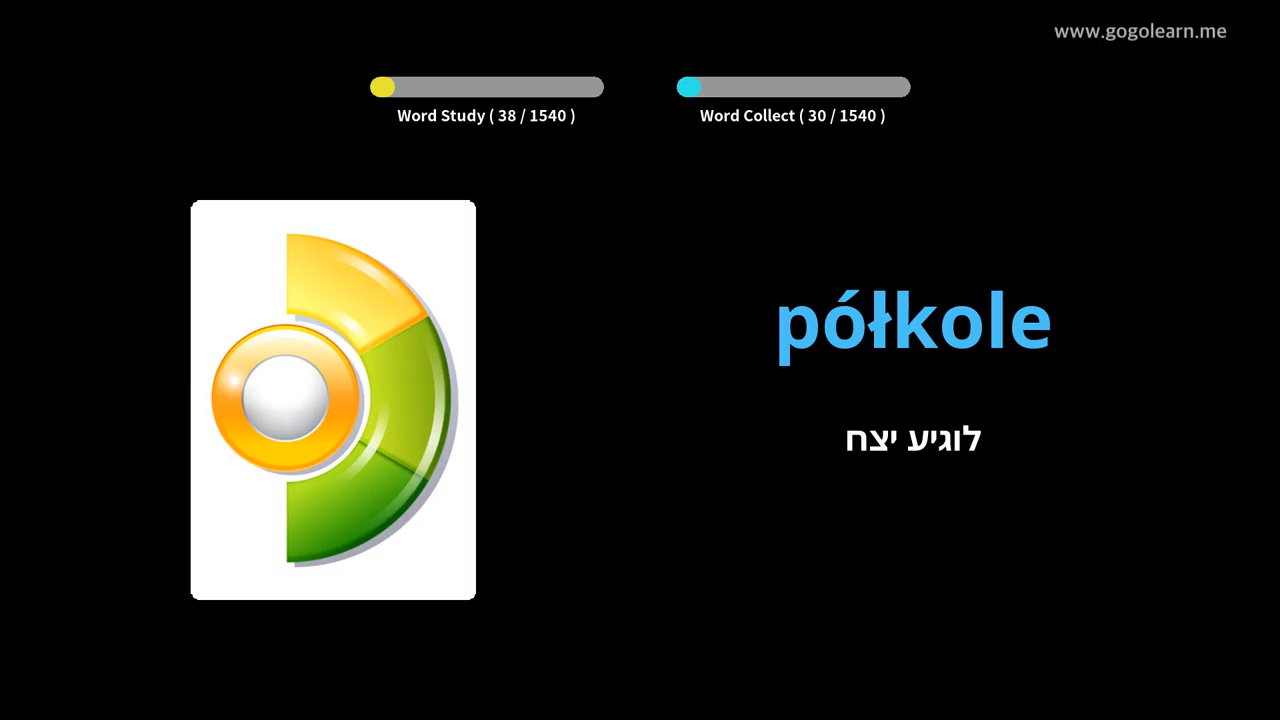 www.gogolearn.me
Word Study ( 38 / 1540 )
Word Collect ( 30 / 1540 )
półkole
לוגיע יצח